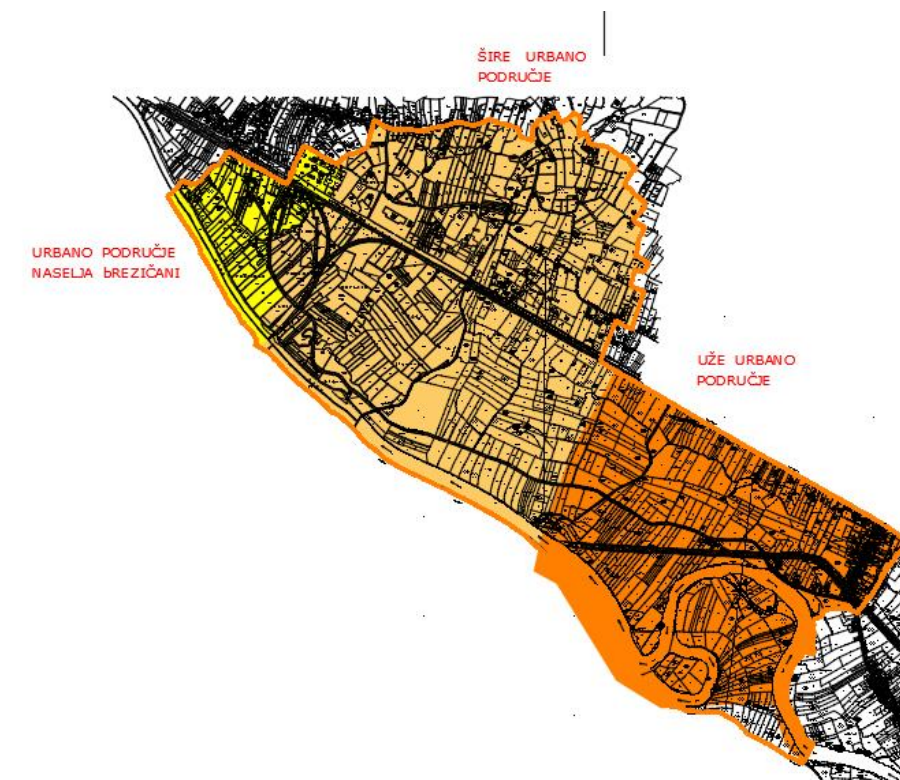 ŠIRE URBANO
PODRUČJE
URBANO PODRUČJE
NASELJA bREZIČANI
UŽE URBANO
PODRUČJE